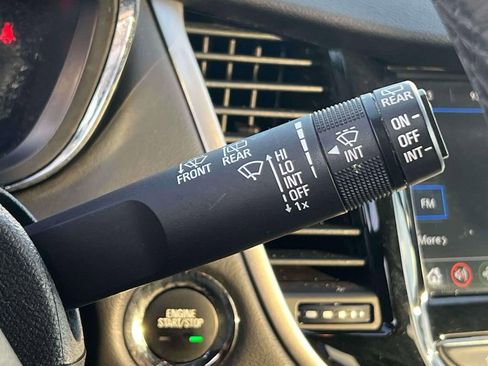 REAR
ON
OFF
INT
INT
HI
LO
INT
OFF
1x
REAR
FRONT
FM
More
ENGINE
START/STOP